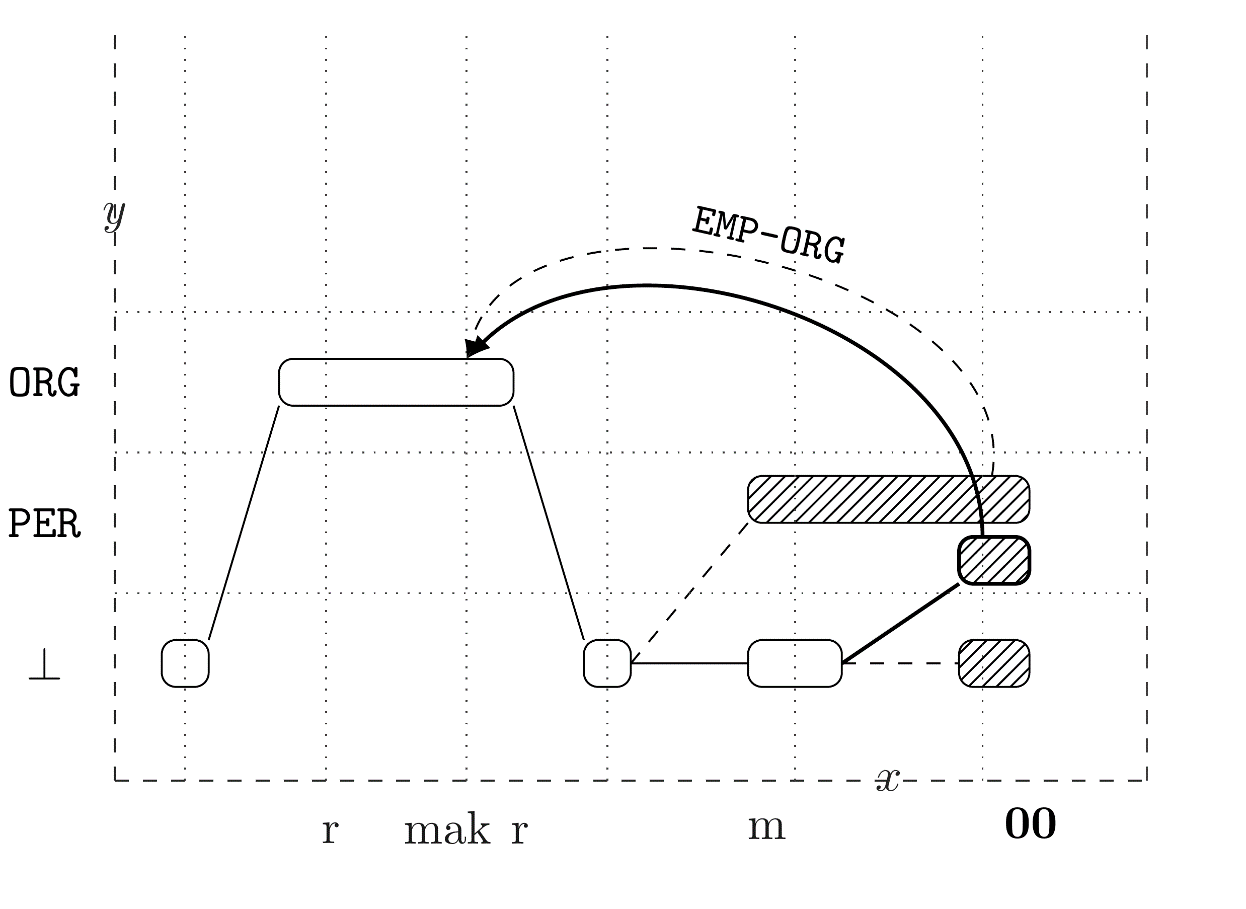 EMP-ORG
y
ORG
PER
⊥
x
r mak r m 00